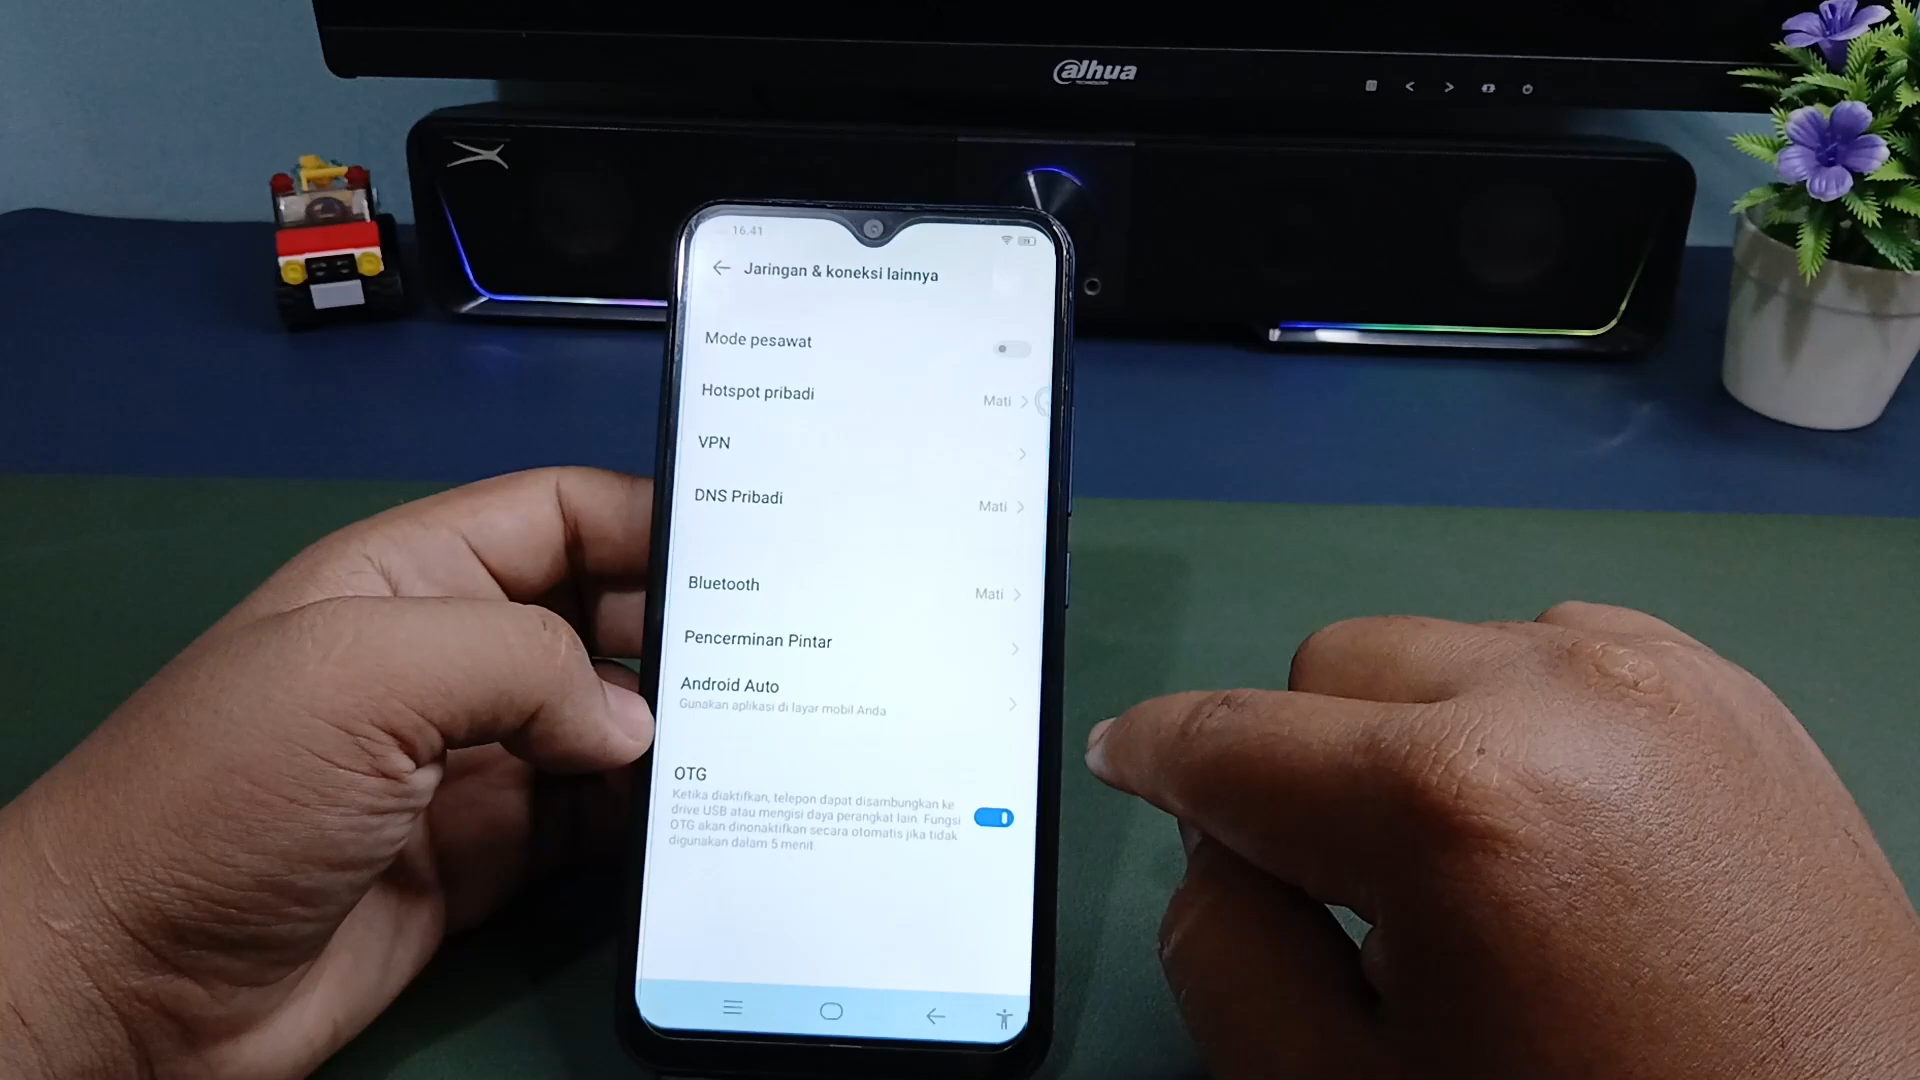 alhua
TECHNOLOGY
16.41
Jaringan & koneksi lainnya
Mode pesawat
Hotspot pribadi Mati
VPN
DNS Pribadi Mati
Bluetooth Mati
Pencerminan Pintar
Android Auto
Gunakan aplikasi di layar mobil Anda
OTG
Ketika diaktifkan, telepon dapat disambungkan ke
drive USB atau mengisi daya perangkat lain. Fungsi
OTG akan dinonaktifkan secara otomatis jika tidak
digunakan dalam 5 menit